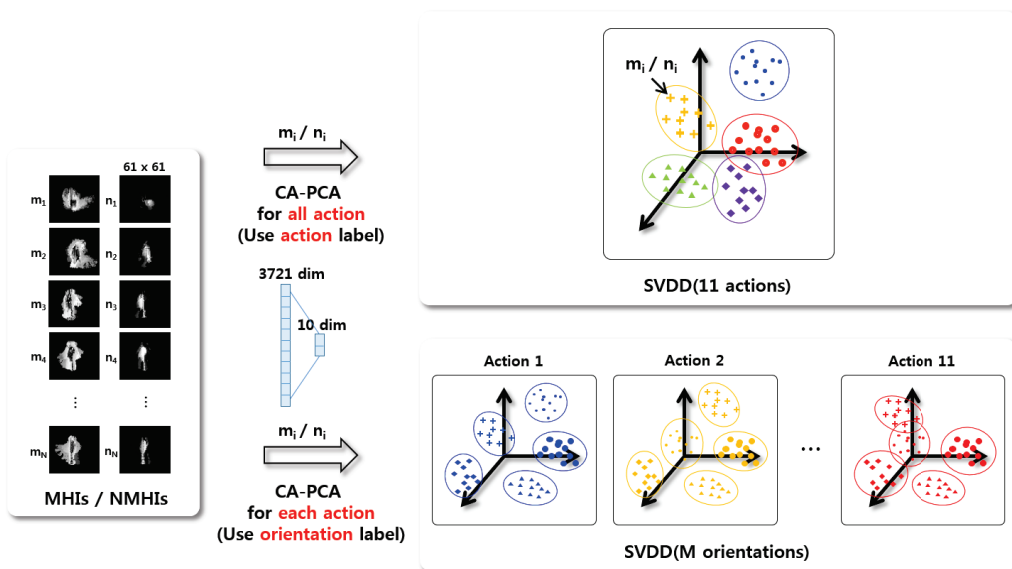 61 x 61
m1
n1
m2
n2
m3
n3
m4
n4
⋮
⋮
mN
nN
MHIs / NMHIs
mi / ni
CA-PCA
for all action
(Use action label)
3721 dim
10 dim
mi / ni
CA-PCA
for each action
(Use orientation label)
mi / ni
SVDD(11 actions)
Action 1
Action 2
Action 11
...
SVDD(M orientations)